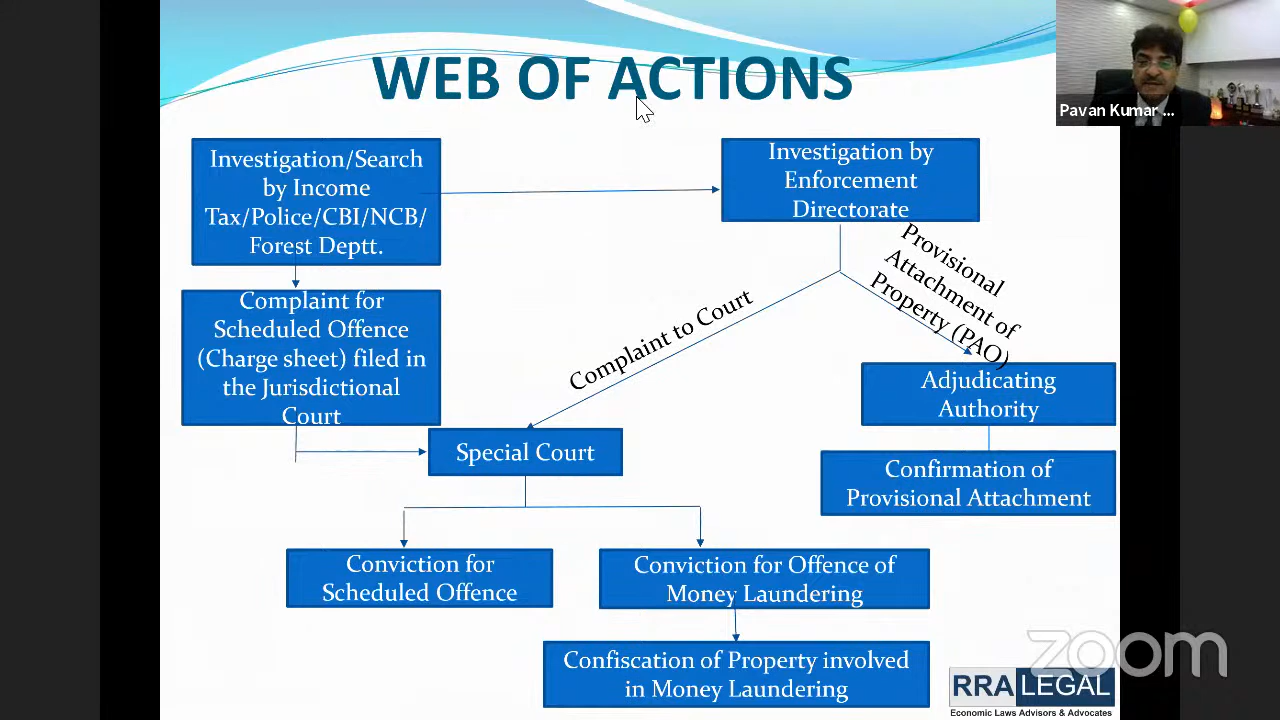 WEB OF ACTIONS
Pavan Kumar ...
Investigation/Search
by Income
Tax/Police/CBI/NCB/
Forest Deptt.
Investigation by
Enforcement
Directorate
Complaint for
Scheduled Offence
(Charge sheet) filed in
the Jurisdictional
Court
Complaint to Court
Provisional
Attachment of
Property (PAO)
Adjudicating
Authority
Special Court
Confirmation of
Provisional Attachment
Conviction for
Scheduled Offence
Conviction for Offence of
Money Laundering
Confiscation of Property involved
in Money Laundering
zoom
RRA LEGAL
Economic Laws Advisors & Advocates